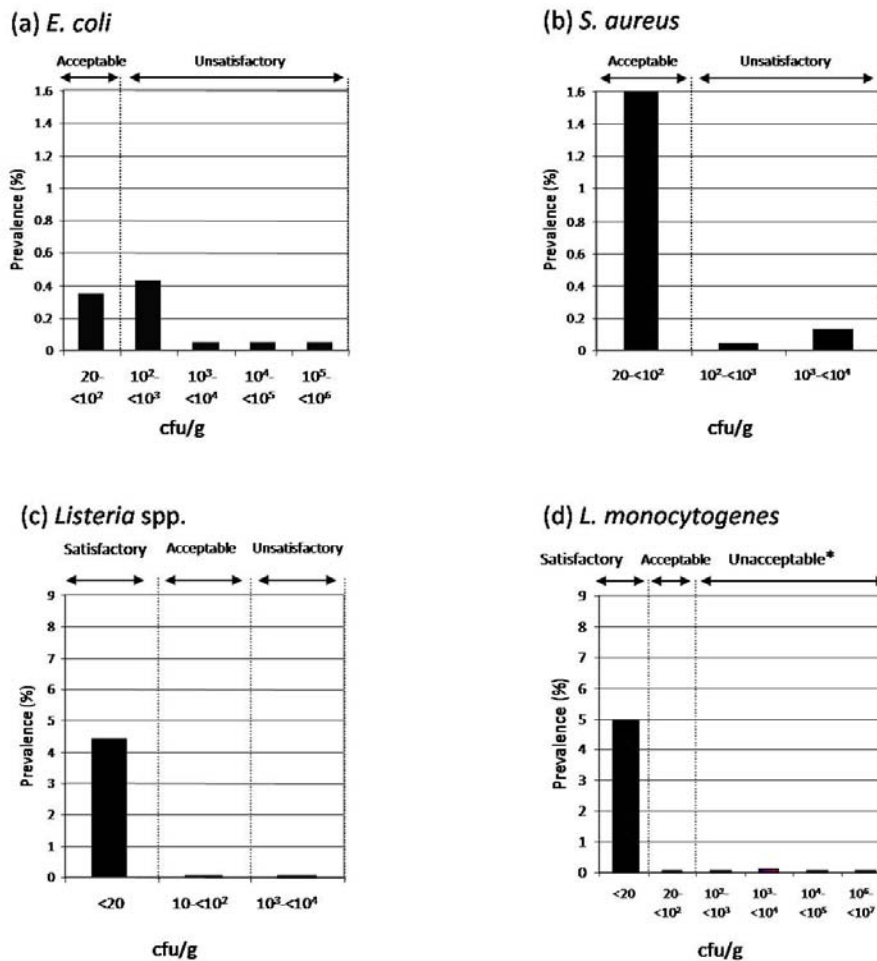 (a) E. coli
Acceptable Unsatisfactory
1.6
1.4
1.2
1
0.8
0.6
0.4
0.2
0
Prevalence (%)
20- 10²- 10³- 10⁴- 10⁵-
<10² <10³ <10⁴ <10⁵ <10⁶
cfu/g
(b) S. aureus
Acceptable Unsatisfactory
1.6
1.4
1.2
1
0.8
0.6
0.4
0.2
0
Prevalence (%)
20-<10² 10²-<10³ 10³-<10⁴
cfu/g
(c) Listeria spp.
Satisfactory Acceptable Unsatisfactory
9
8
7
6
5
4
3
2
1
0
Prevalence (%)
<20 10-<10² 10³-<10⁴
cfu/g
(d) L. monocytogenes
Satisfactory Acceptable Unacceptable*
9
8
7
6
5
4
3
2
1
0
Prevalence (%)
<20 20- 10²- 10³- 10⁴- 10⁶-
<10² <10³ <10⁴ <10⁵ <10⁷
cfu/g